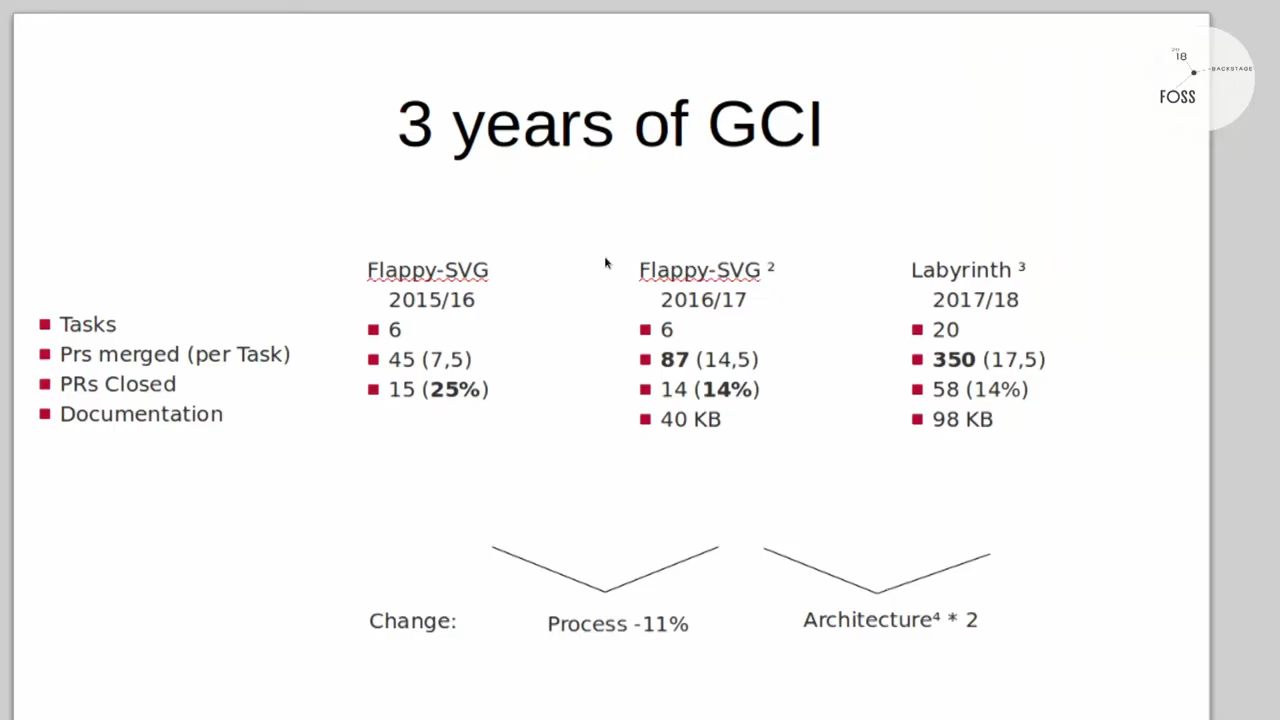 20
18
BACKSTAGE
FOSS
3 years of GCI
Tasks
Prs merged (per Task)
PRs Closed
Documentation
Flappy-SVG
2015/16
6
45 (7,5)
15 (25%)
Flappy-SVG ²
2016/17
6
87 (14,5)
14 (14%)
40 KB
Labyrinth ³
2017/18
20
350 (17,5)
58 (14%)
98 KB
Change:
Process -11%
Architecture⁴ * 2